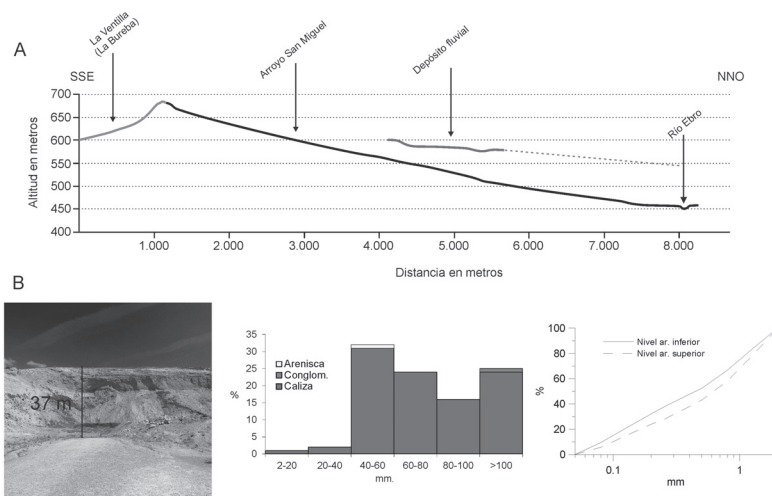 A
La Ventilla
(La Bureba)
Arroyo San Miguel
Depósito fluvial
Río Ebro
SSE
NNO
Altitud en metros
700
650
600
550
500
450
400
1.000
2.000
3.000
4.000
5.000
6.000
7.000
8.000
Distancia en metros
B
37 m
%
35
30
25
20
15
10
5
0
Arenisca
Conglom.
Caliza
2-20
20-40
40-60
60-80
80-100
>100
mm.
%
100
80
60
40
20
0
Nivel ar. inferior
Nivel ar. superior
0.1
1
mm